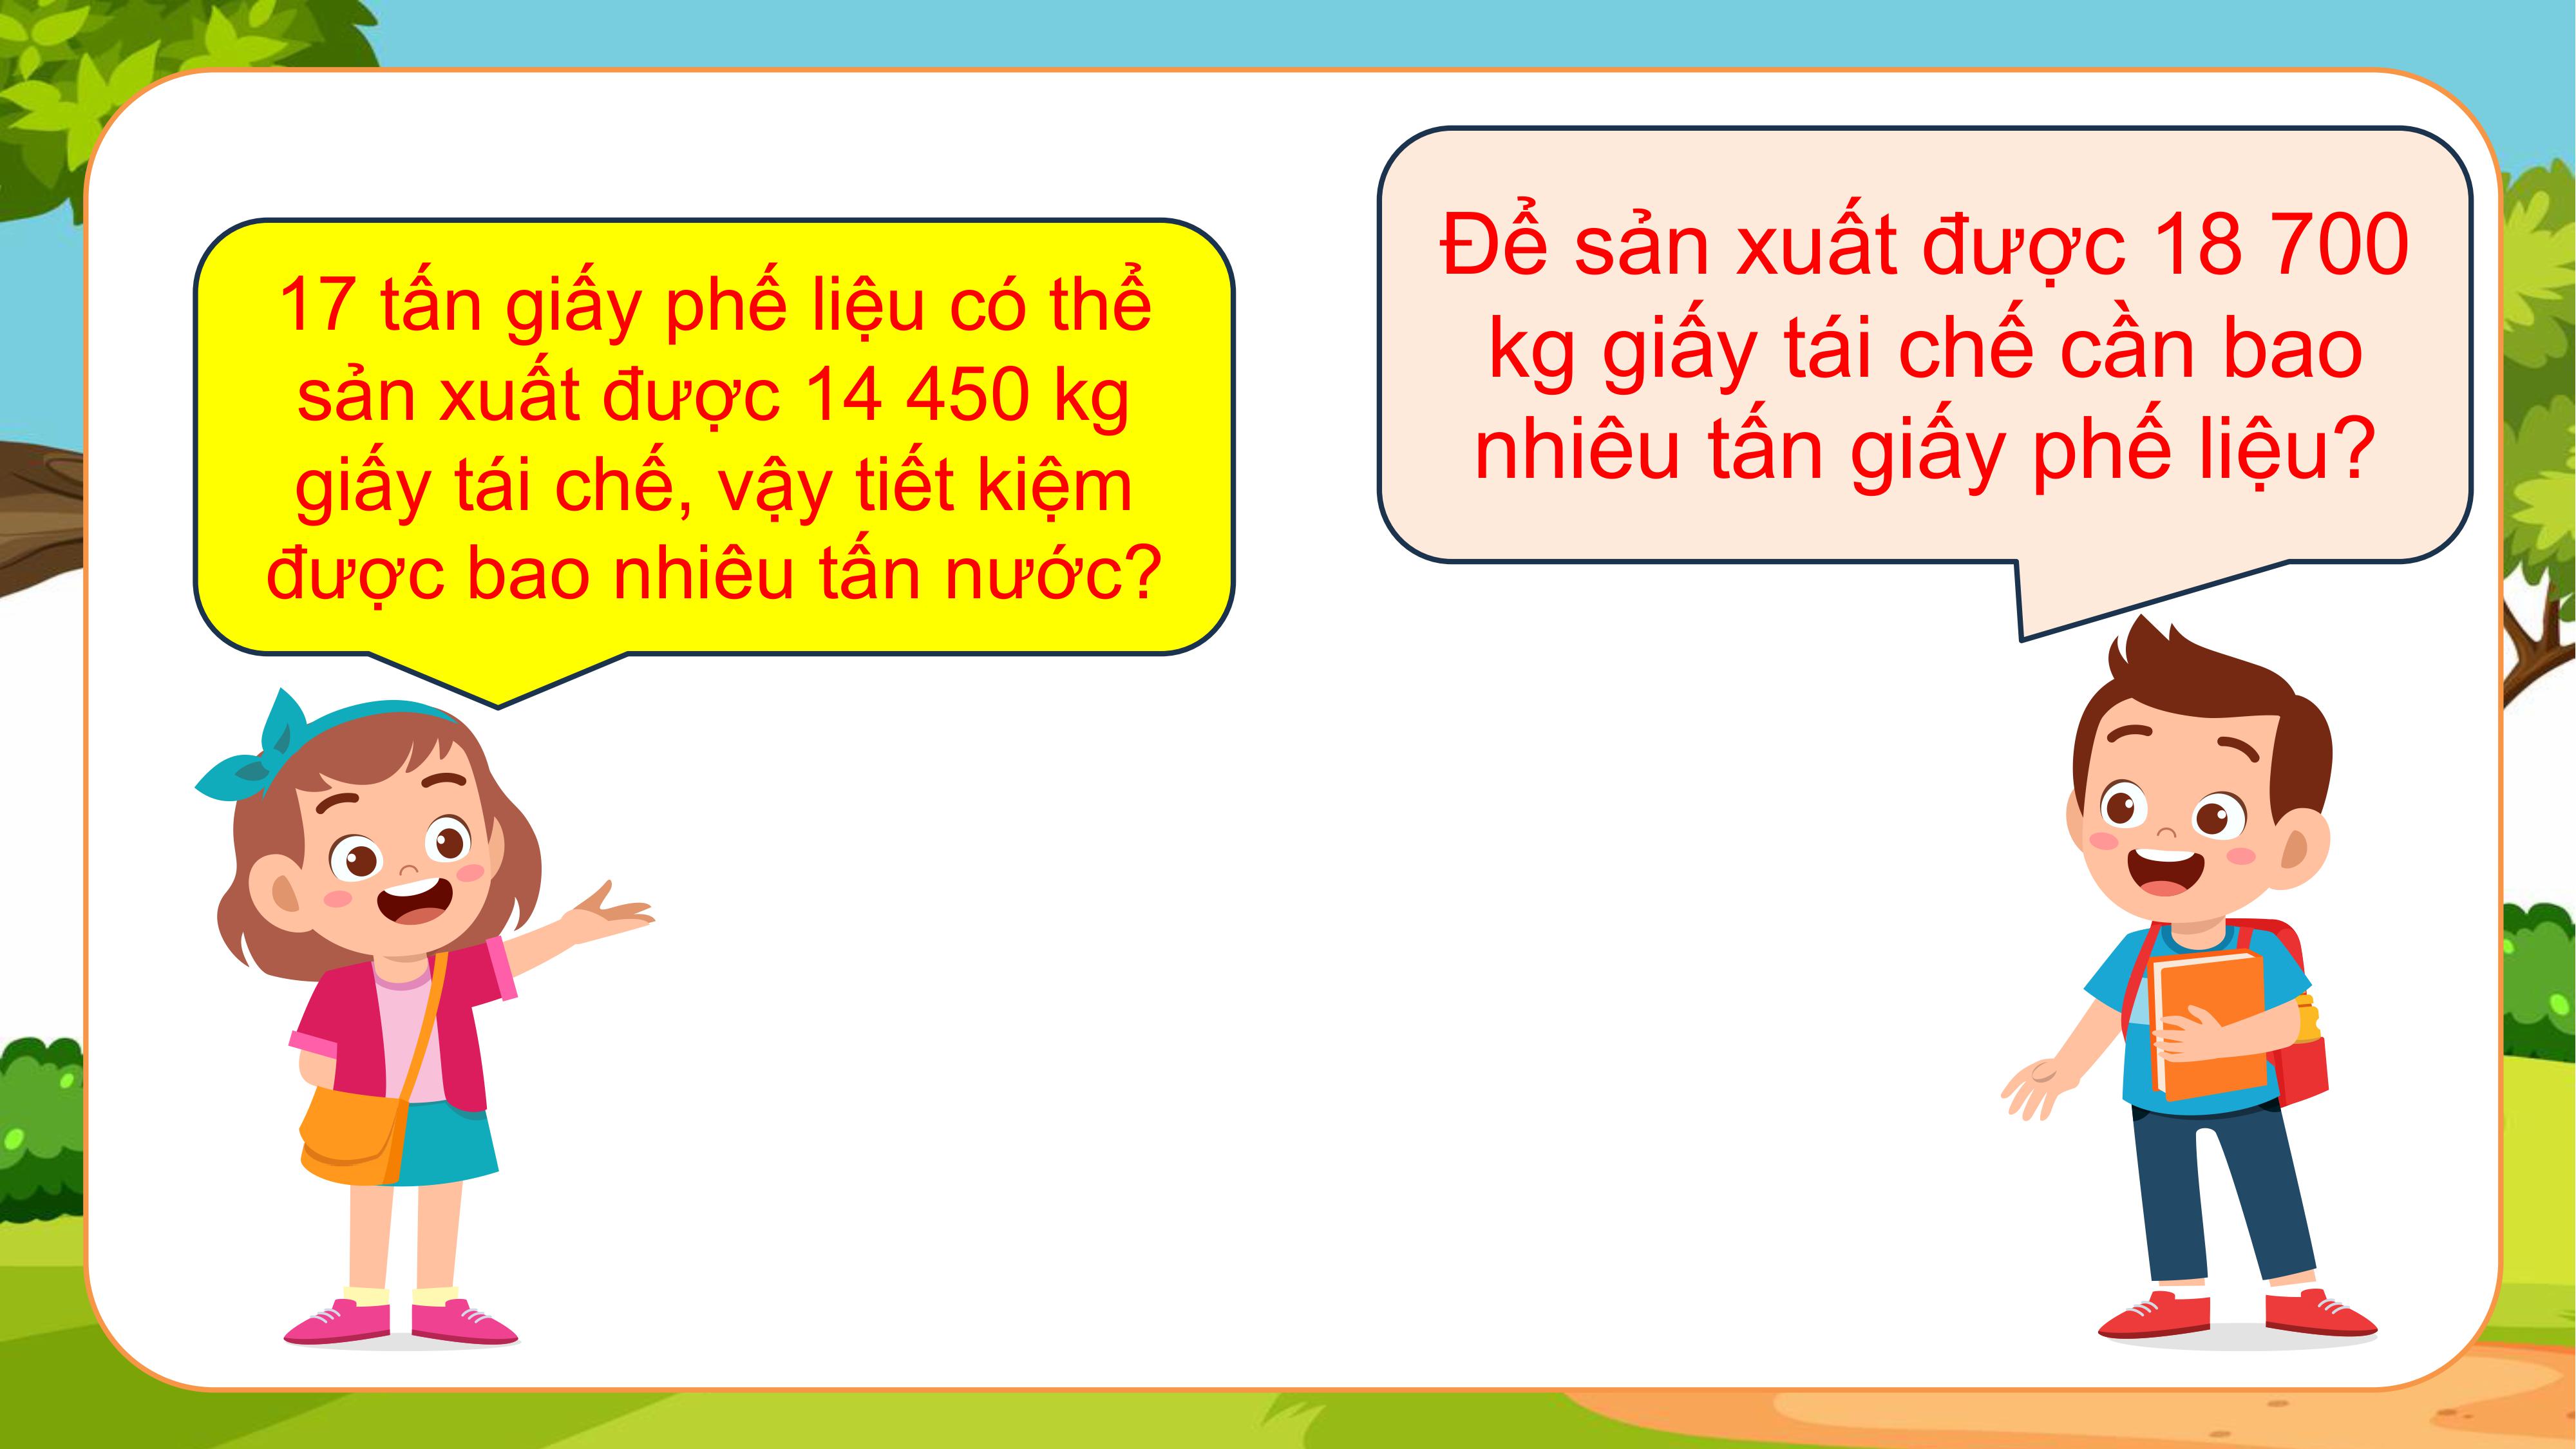 17 tấn giấy phế liệu có thể
sản xuất được 14 450 kg
giấy tái chế, vậy tiết kiệm
được bao nhiêu tấn nước?
Để sản xuất được 18 700
kg giấy tái chế cần bao
nhiêu tấn giấy phế liệu?